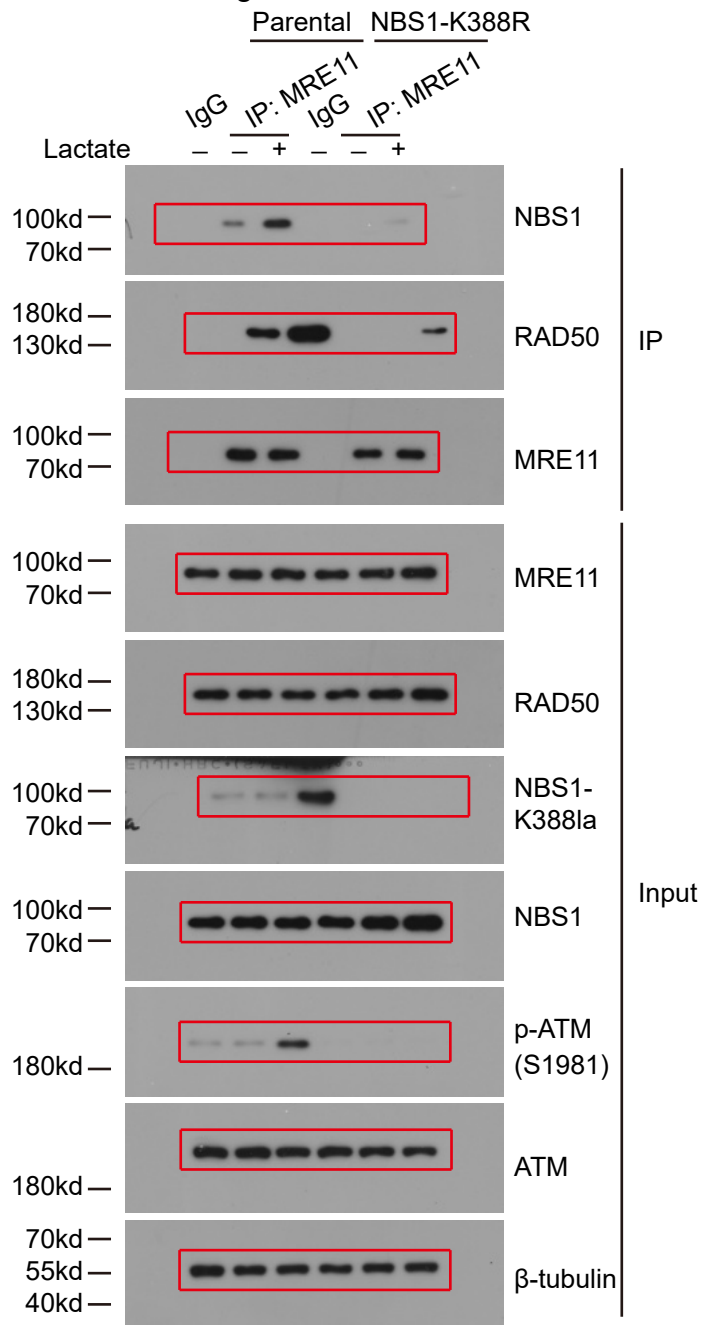 Parental NBS1-K388R
IgG IP: MRE11 IgG IP: MRE11
Lactate – – + – – +
100kd NBS1
70kd
180kd
130kd RAD50
IP
100kd
70kd MRE11
100kd MRE11
70kd
180kd
130kd RAD50
100kd NBS1-
70kd K388la
100kd NBS1
70kd
Input
p-ATM
180kd (S1981)
ATM
180kd
70kd
55kd β-tubulin
40kd